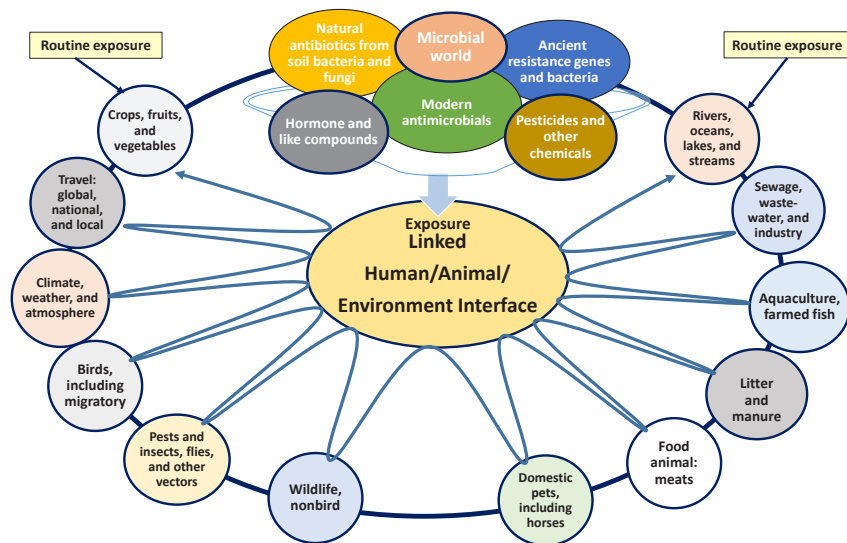 Routine exposure
Natural
antibiotics from
soil bacteria and
fungi
Microbial
world
Ancient
resistance genes
and bacteria
Routine exposure
Hormone and
like compounds
Modern
antimicrobials
Pesticides and
other
chemicals
Crops, fruits,
and
vegetables
Rivers,
oceans,
lakes, and
streams
Travel:
global,
national,
and local
Sewage,
waste-
water, and
industry
Exposure
Linked
Human/Animal/
Environment Interface
Climate,
weather, and
atmosphere
Aquaculture,
farmed fish
Birds,
including
migratory
Litter
and
manure
Pests and
insects, flies,
and other
vectors
Food
animal:
meats
Wildlife,
nonbird
Domestic
pets,
including
horses